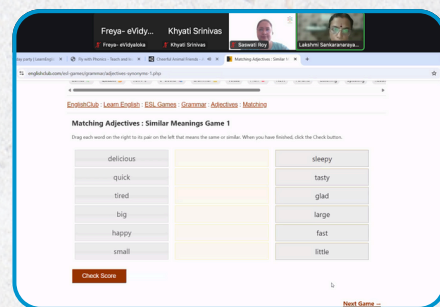 Freya- eVidy... Khyati Srinivas
Freya- eVidyaloka Khyati Srinivas Saswati Roy Lakshmi Sankaranaraya...
Matching Adjectives : Similar
englishclub.com/esl-games/grammar/adjectives-synonyms-1.php
EnglishClub : Learn English : ESL Games : Grammar : Adjectives : Matching
Matching Adjectives : Similar Meanings Game 1
Drag each word on the right to its pair on the left that means the same or similar. When you have finished, click the Check button.
delicious sleepy
quick tasty
tired glad
big large
happy fast
small little
Check Score
Next Game →